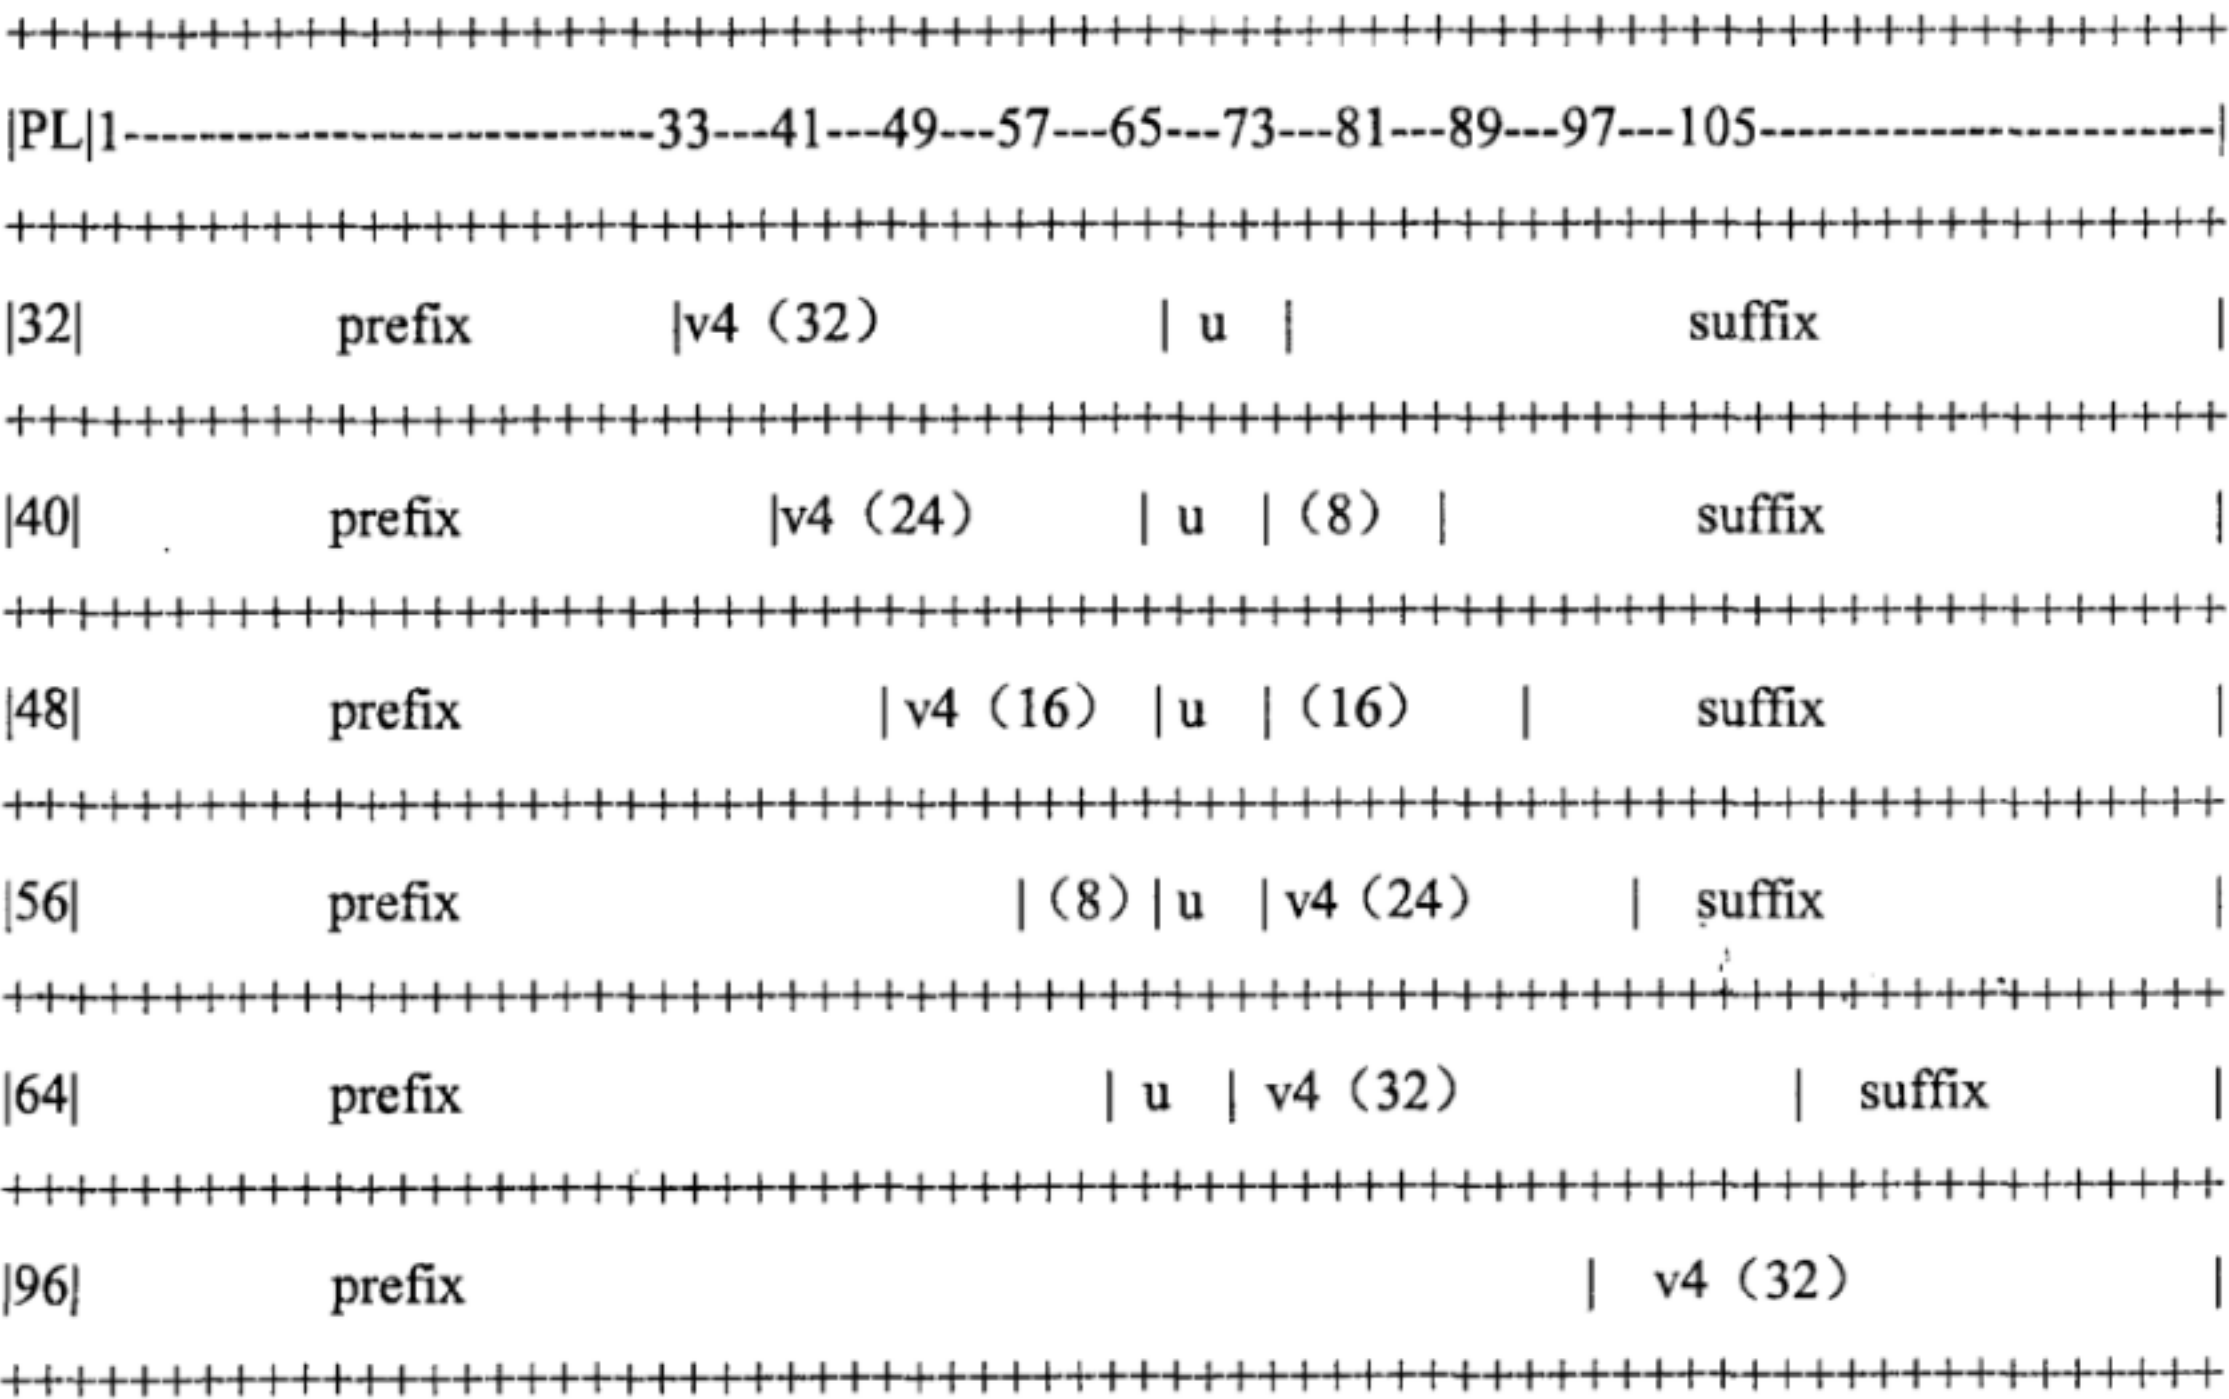 +++++++++++++++++++++++++++++++++++++++++++++++++++++++++++++++++++++
|PL|1---------------------------33---41---49---57---65---73---81---89---97---105-----------------------|
+++++++++++++++++++++++++++++++++++++++++++++++++++++++++++++++++++++
|32| prefix |v4（32） | u | suffix |
+++++++++++++++++++++++++++++++++++++++++++++++++++++++++++++++++++++
|40| prefix |v4（24） | u |（8） | suffix |
+++++++++++++++++++++++++++++++++++++++++++++++++++++++++++++++++++++
|48| prefix | v4（16） | u |（16） | suffix |
+++++++++++++++++++++++++++++++++++++++++++++++++++++++++++++++++++++
|56| prefix |（8）| u | v4（24） | suffix |
+++++++++++++++++++++++++++++++++++++++++++++++++++++++++++++++++++++
|64| prefix | u | v4（32） | suffix |
+++++++++++++++++++++++++++++++++++++++++++++++++++++++++++++++++++++
|96| prefix | v4（32） |
+++++++++++++++++++++++++++++++++++++++++++++++++++++++++++++++++++++